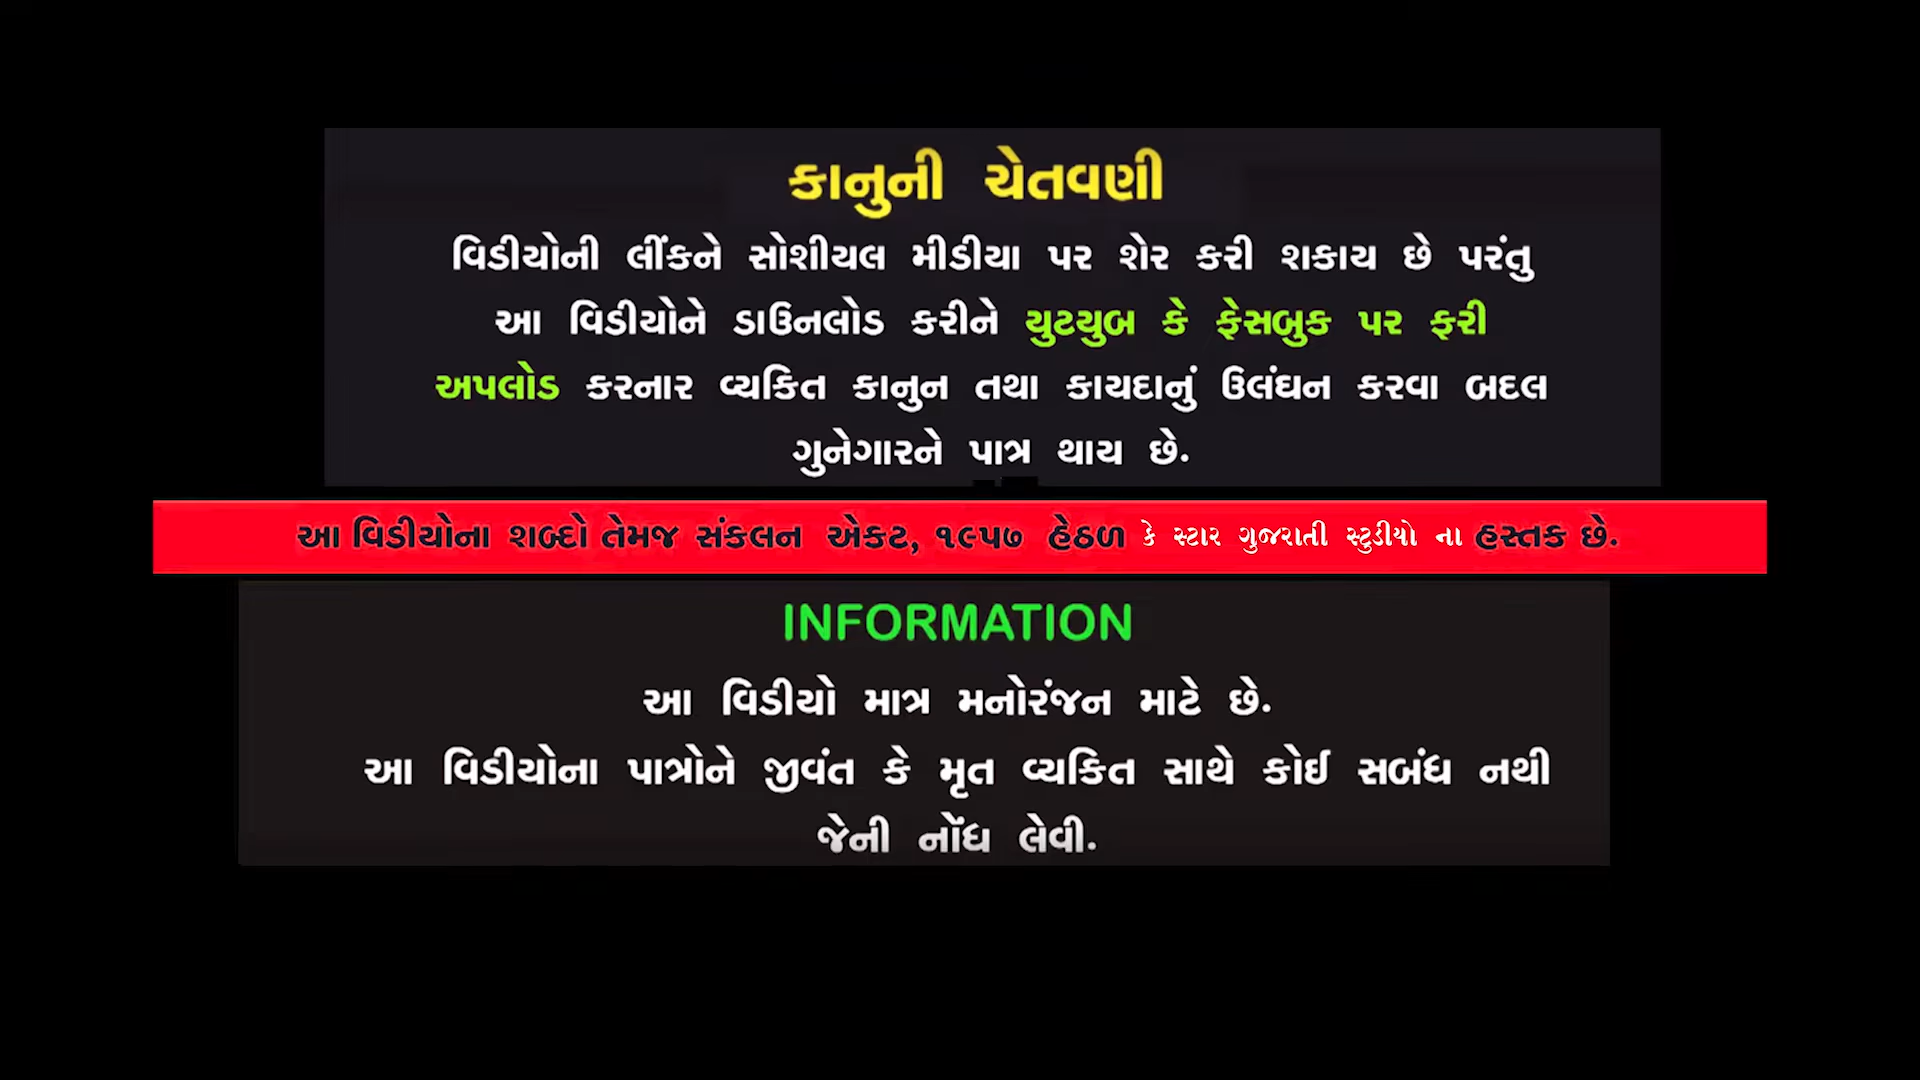 કાનુની ચેતવણી
વિડીયોની લીંકને સોશીયલ મીડીયા પર શેર કરી શકાય છે પરંતુ
આ વિડીયોને ડાઉનલોડ કરીને યુટયુબ કે ફેસબુક પર ફરી
અપલોડ કરનાર વ્યકિત કાનુન તથા કાયદાનું ઉલંઘન કરવા બદલ
ગુનેગારને પાત્ર થાય છે.
આ વિડીયોના શબ્દો તેમજ સંકલન એકટ, ૧૯૫૭ હેઠળ કે સ્ટાર ગુજરાતી સ્ટુડીયો ના હસ્તક છે.
INFORMATION
આ વિડીયો માત્ર મનોરંજન માટે છે.
આ વિડીયોના પાત્રોને જીવંત કે મૃત વ્યકિત સાથે કોઈ સબંધ નથી
જેની નોંધ લેવી.